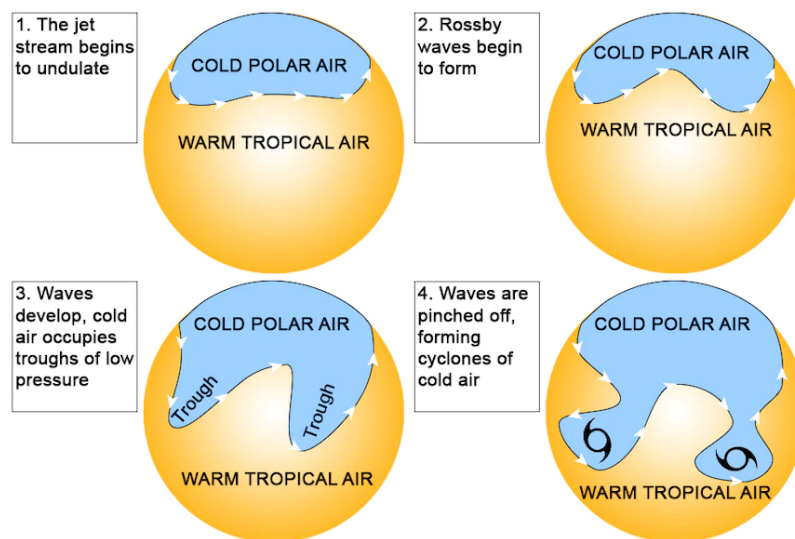 1. The jet
stream begins
to undulate
COLD POLAR AIR
WARM TROPICAL AIR
2. Rossby
waves begin
to form
COLD POLAR AIR
WARM TROPICAL AIR
3. Waves
develop, cold
air occupies
troughs of low
pressure
COLD POLAR AIR
Trough
Trough
WARM TROPICAL AIR
4. Waves are
pinched off,
forming
cyclones of
cold air
COLD POLAR AIR
WARM TROPICAL AIR